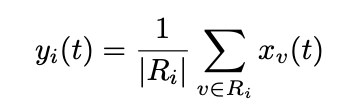 $y_i(t) = \frac{1}{|R_i|} \sum_{v \in R_i} x_v(t)$